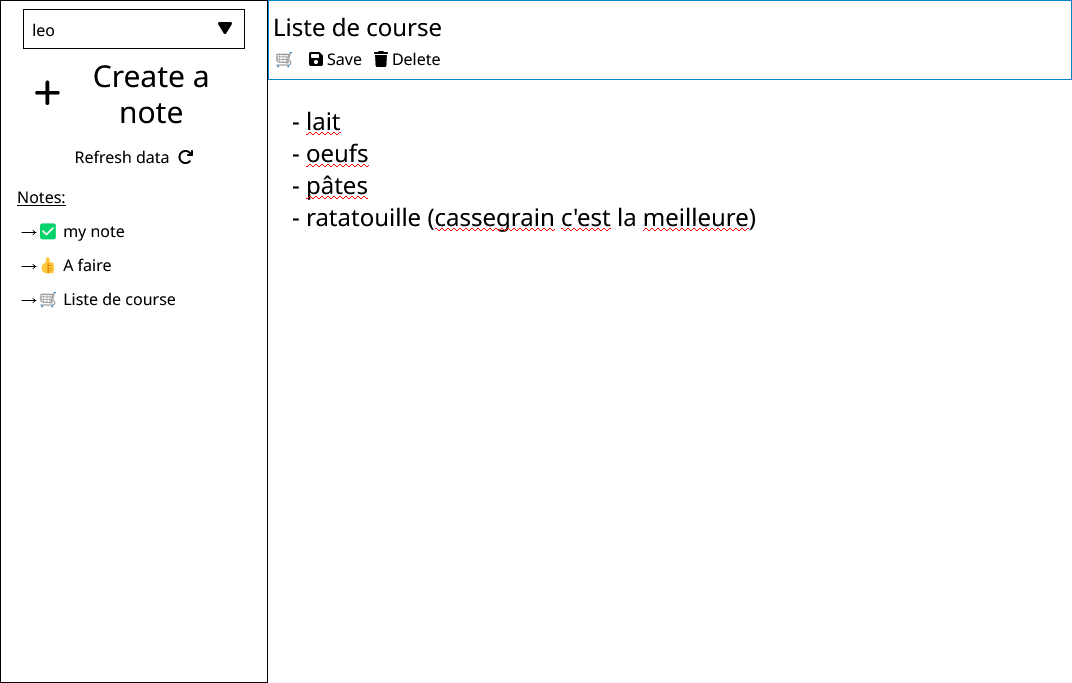 leo
Create a
note
Refresh data
Notes:
→✅ my note
→👍 A faire
→🛒 Liste de course
Liste de course
🛒 Save Delete
- lait
- oeufs
- pâtes
- ratatouille (cassegrain c'est la meilleure)